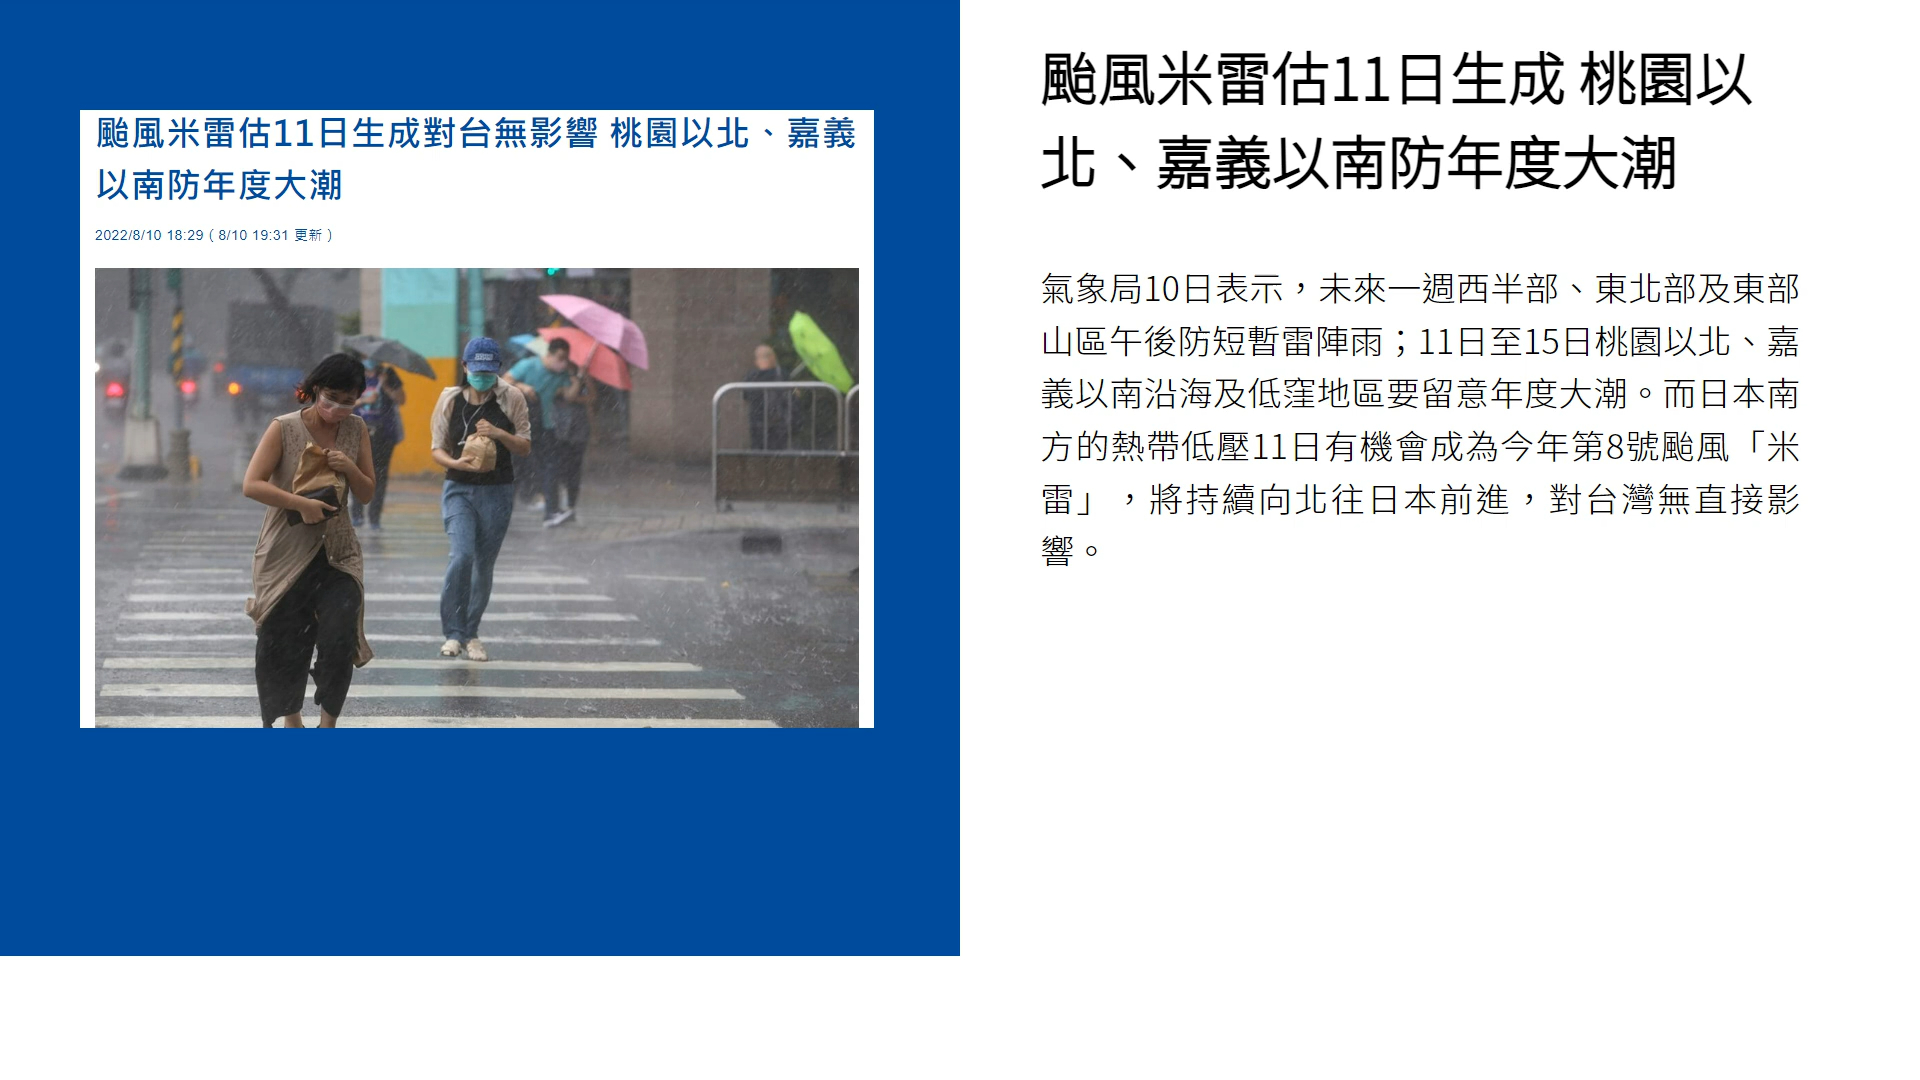 颱風米雷估11日生成對台無影響 桃園以北、嘉義
以南防年度大潮
2022/8/10 18:29(8/10 19:31 更新)
颱風米雷估11日生成 桃園以
北、嘉義以南防年度大潮
氣象局10日表示,未來一週西半部、東北部及東部
山區午後防短暫雷陣雨;11日至15日桃園以北、嘉
義以南沿海及低窪地區要留意年度大潮。而日本南
方的熱帶低壓11日有機會成為今年第8號颱風「米
雷」,將持續向北往日本前進,對台灣無直接影
響。